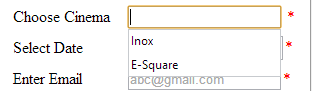 Choose Cinema *
Inox
Select Date *
E-Square
Enter Email abc@gmail.com *